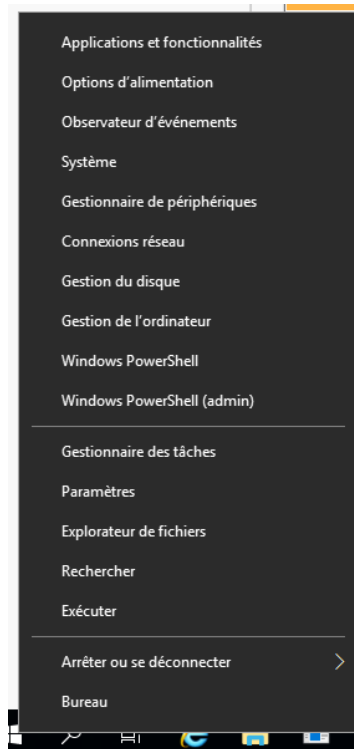 Applications et fonctionnalités
Options d'alimentation
Observateur d'événements
Système
Gestionnaire de périphériques
Connexions réseau
Gestion du disque
Gestion de l'ordinateur
Windows PowerShell
Windows PowerShell (admin)
Gestionnaire des tâches
Paramètres
Explorateur de fichiers
Rechercher
Exécuter
Arrêter ou se déconnecter
Bureau